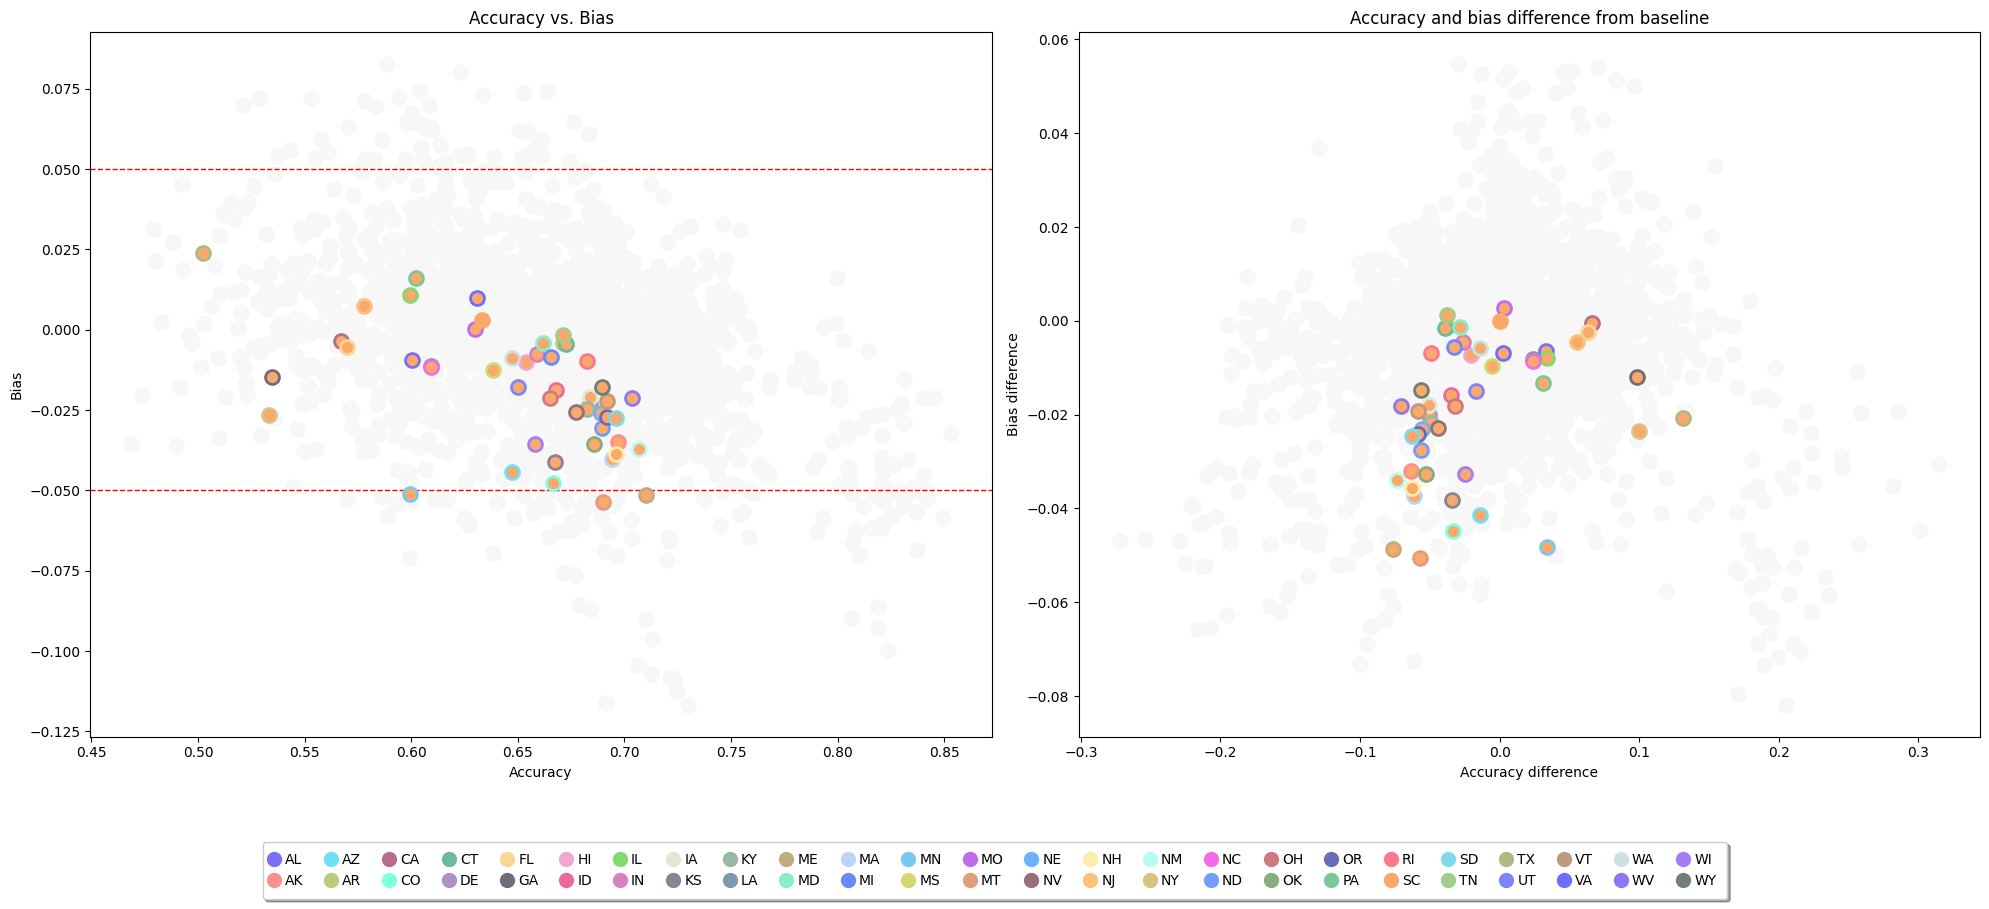 Accuracy vs. Bias
Bias
0.075
0.050
0.025
0.000
−0.025
−0.050
−0.075
−0.100
−0.125
0.45 0.50 0.55 0.60 0.65 0.70 0.75 0.80 0.85
Accuracy
Accuracy and bias difference from baseline
Bias difference
0.06
0.04
0.02
0.00
−0.02
−0.04
−0.06
−0.08
−0.3 −0.2 −0.1 0.0 0.1 0.2 0.3
Accuracy difference
AL AZ CA CT FL HI IL IA KY ME MA MN MO NE NH NM NC OH OR RI SD TX VT WA WI
AK AR CO DE GA ID IN KS LA MD MI MS MT NV NJ NY ND OK PA SC TN UT VA WV WY